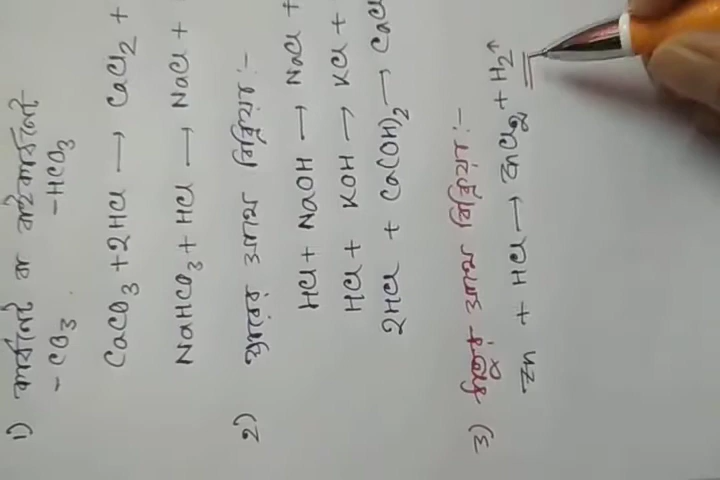 1) কার্বনেট বা বাইকার্বনেট
- CO3 -HCO3
CaCO3 + 2HCl → CaCl2 +
NaHCO3 + HCl → NaCl +
2) ক্ষারের সাথে বিক্রিয়া:-
HCl + NaOH → NaCl +
HCl + KOH → KCl +
2HCl + Ca(OH)2 → CaCl
3) ধাতুর সাথে বিক্রিয়া:-
Zn + HCl → ZnCl2 + H2↑